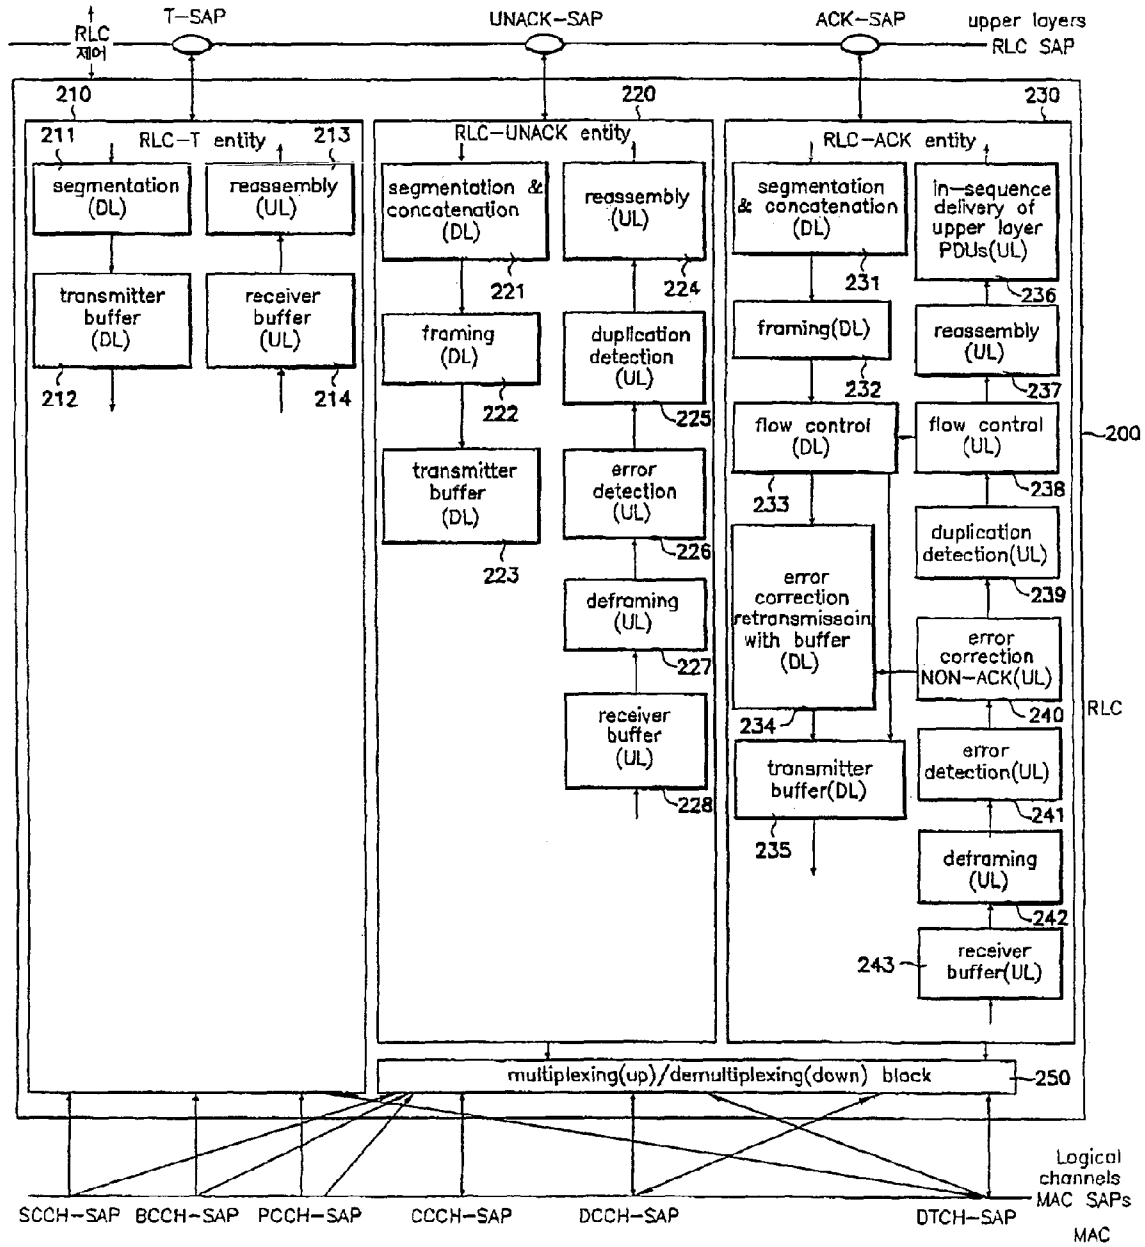 T-SAP UNACK-SAP ACK-SAP upper layers
RLC
제어
RLC SAP
210 220 230
RLC-T entity
211 213
segmentation
(DL)
reassembly
(UL)
transmitter
buffer
(DL)
receiver
buffer
(UL)
212 214
RLC-UNACK entity
segmentation &
concatenation
(DL)
221
framing
(DL)
222
transmitter
buffer
(DL)
223
reassembly
(UL)
224
duplication
detection
(UL)
225
error
detection
(UL)
226
deframing
(UL)
227
receiver
buffer
(UL)
228
RLC-ACK entity
segmentation
& concatenation
(DL)
231
framing(DL)
232
flow control
(DL)
233
error
correction
retransmissoin
with buffer
(DL)
234
transmitter
buffer(DL)
235
in-sequence
delivery of
upper layer
PDUs(UL)
236
reassembly
(UL)
237
flow control
(UL)
238
duplication
detection(UL)
239
error
correction
NON-ACK(UL)
240
error
detection(UL)
241
deframing
(UL)
242
receiver
buffer(UL)
243
200
RLC
multiplexing(up)/demultiplexing(down) block
250
Logical
channels
MAC SAPs
SCCH-SAP BCCH-SAP PCCH-SAP CCCH-SAP DCCH-SAP DTCH-SAP
MAC